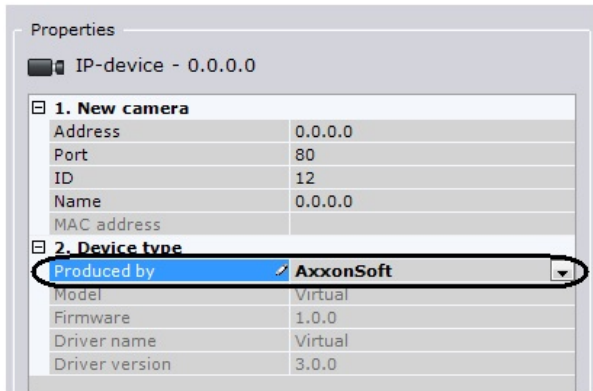 Properties
IP-device - 0.0.0.0
1. New camera
Address 0.0.0.0
Port 80
ID 12
Name 0.0.0.0
MAC address
2. Device type
Produced by AxxonSoft
Model Virtual
Firmware 1.0.0
Driver name Virtual
Driver version 3.0.0